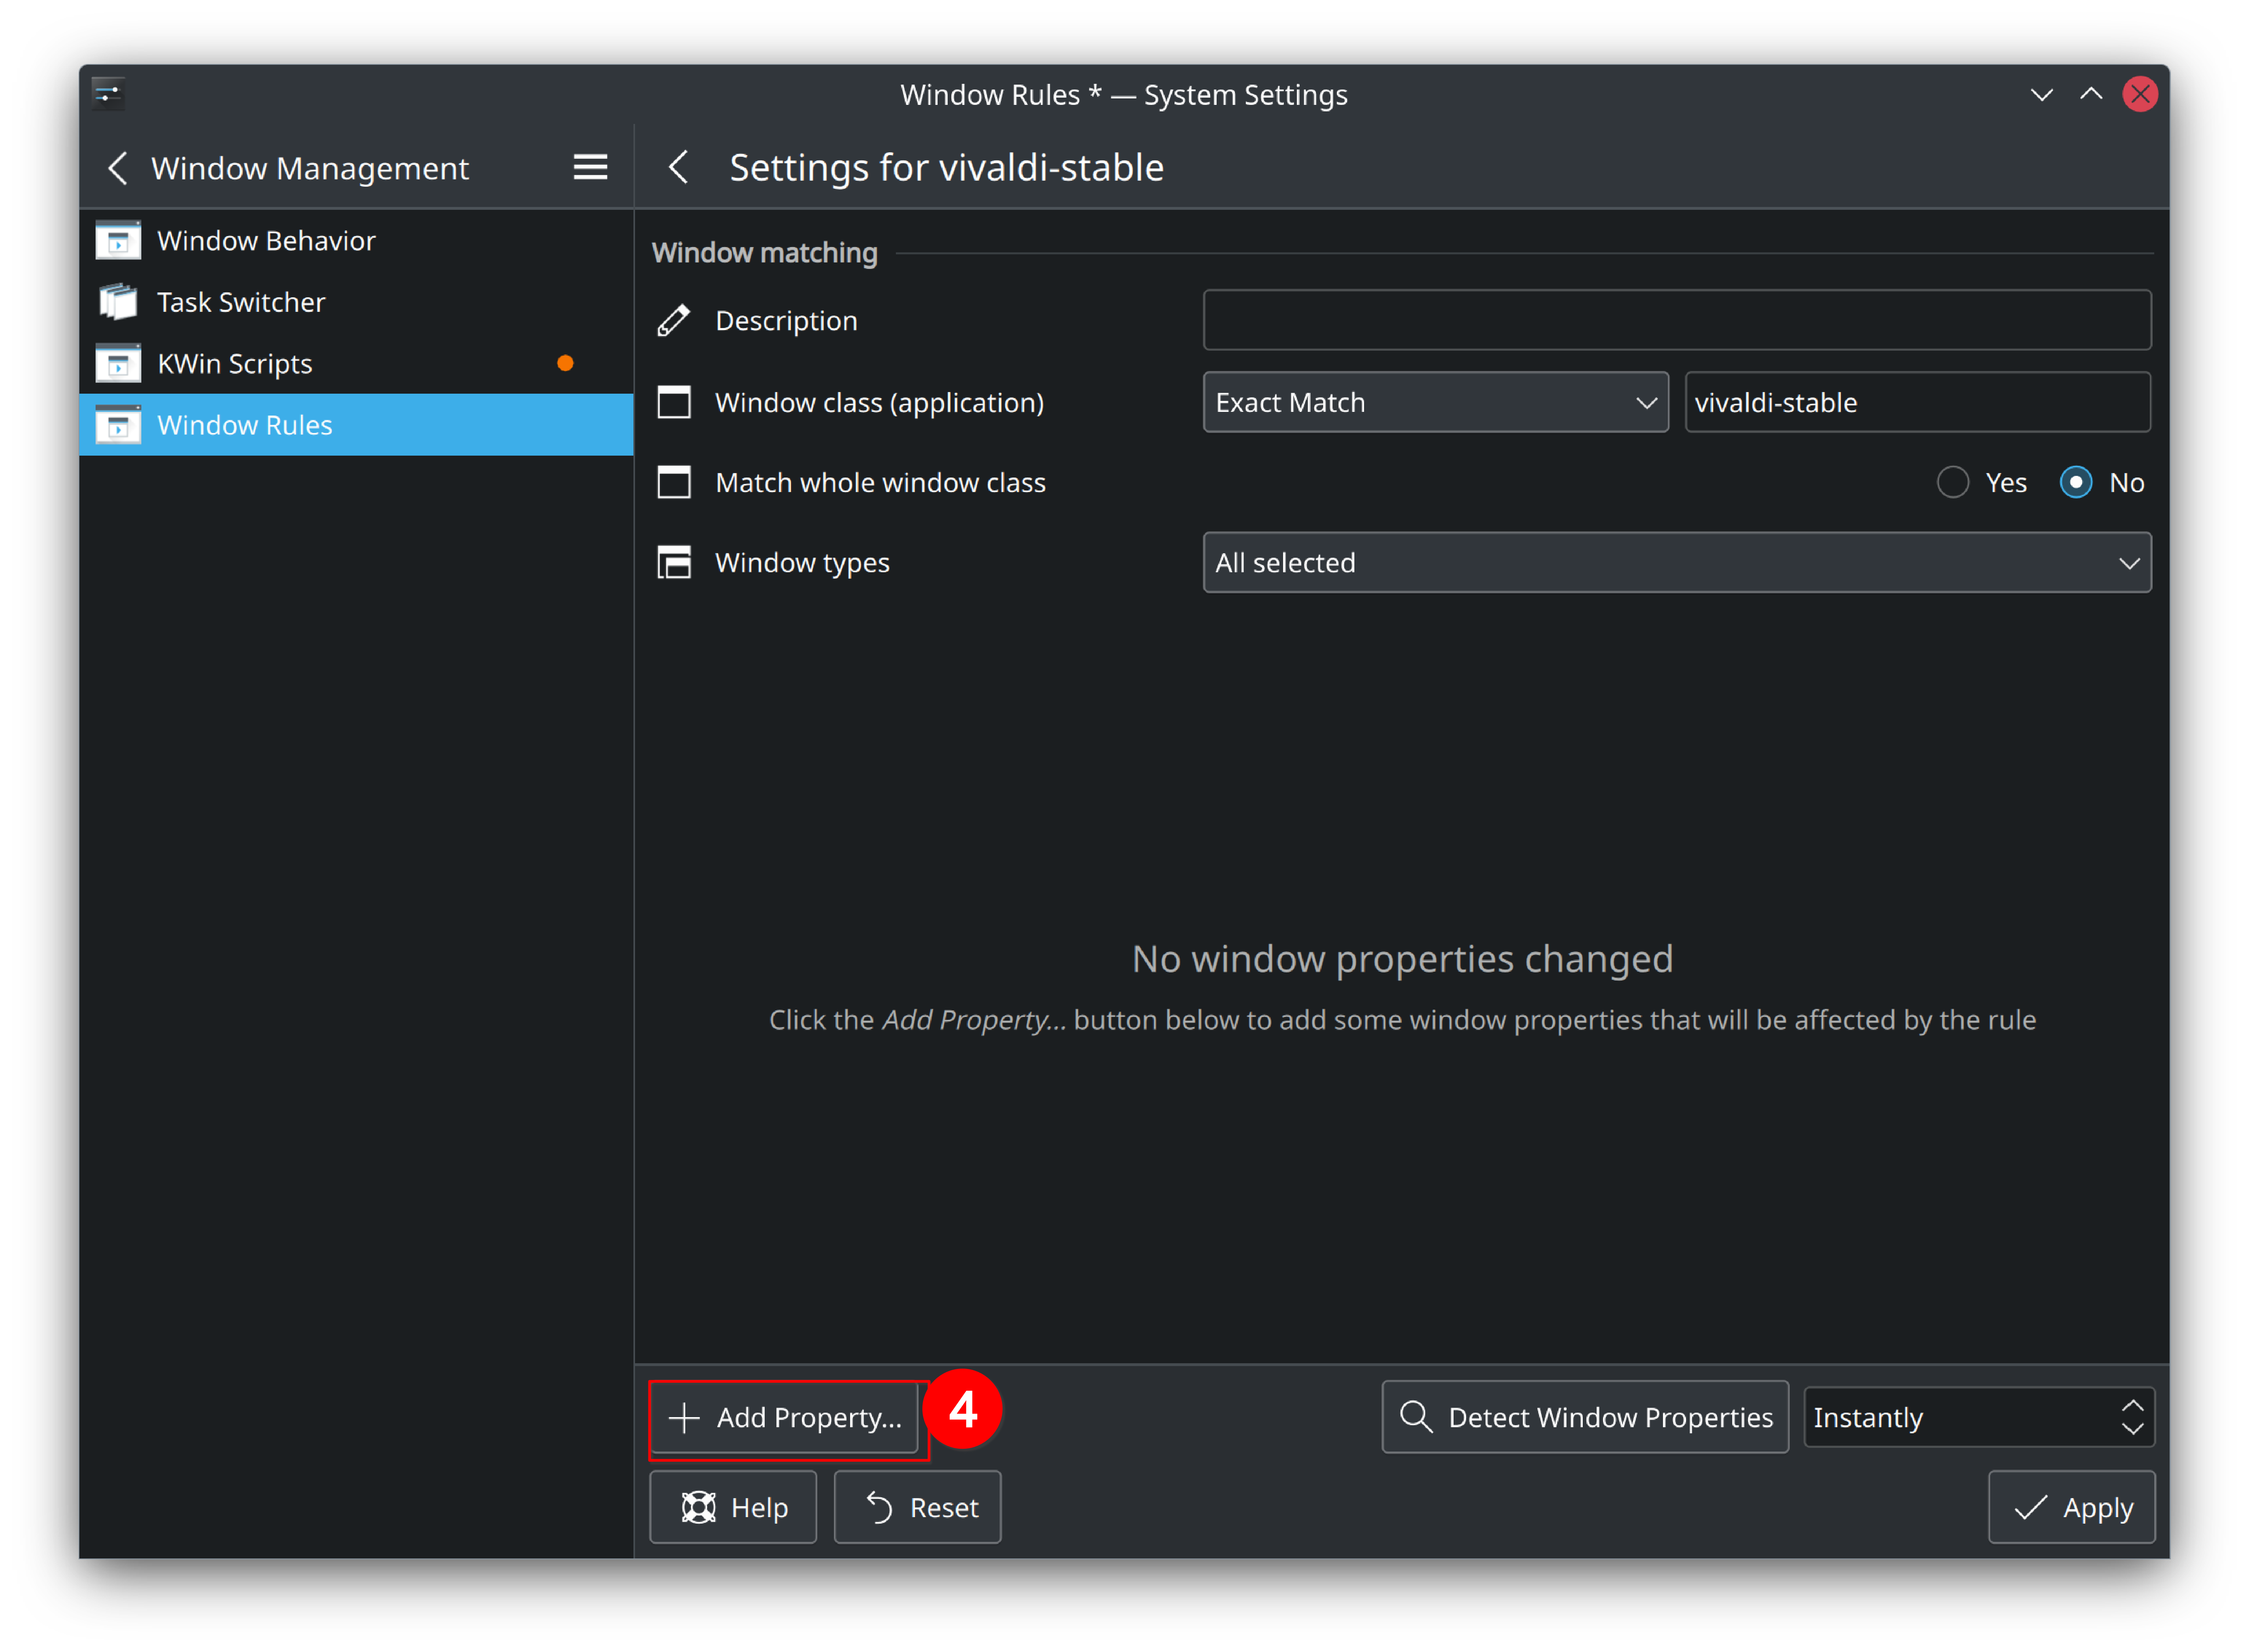 Window Rules * — System Settings
Window Management
Settings for vivaldi-stable
Window Behavior
Task Switcher
KWin Scripts
Window Rules
Window matching
Description
Window class (application)
Exact Match
vivaldi-stable
Match whole window class
Yes
No
Window types
All selected
No window properties changed
Click the Add Property... button below to add some window properties that will be affected by the rule
Add Property...
4
Detect Window Properties
Instantly
Help
Reset
Apply